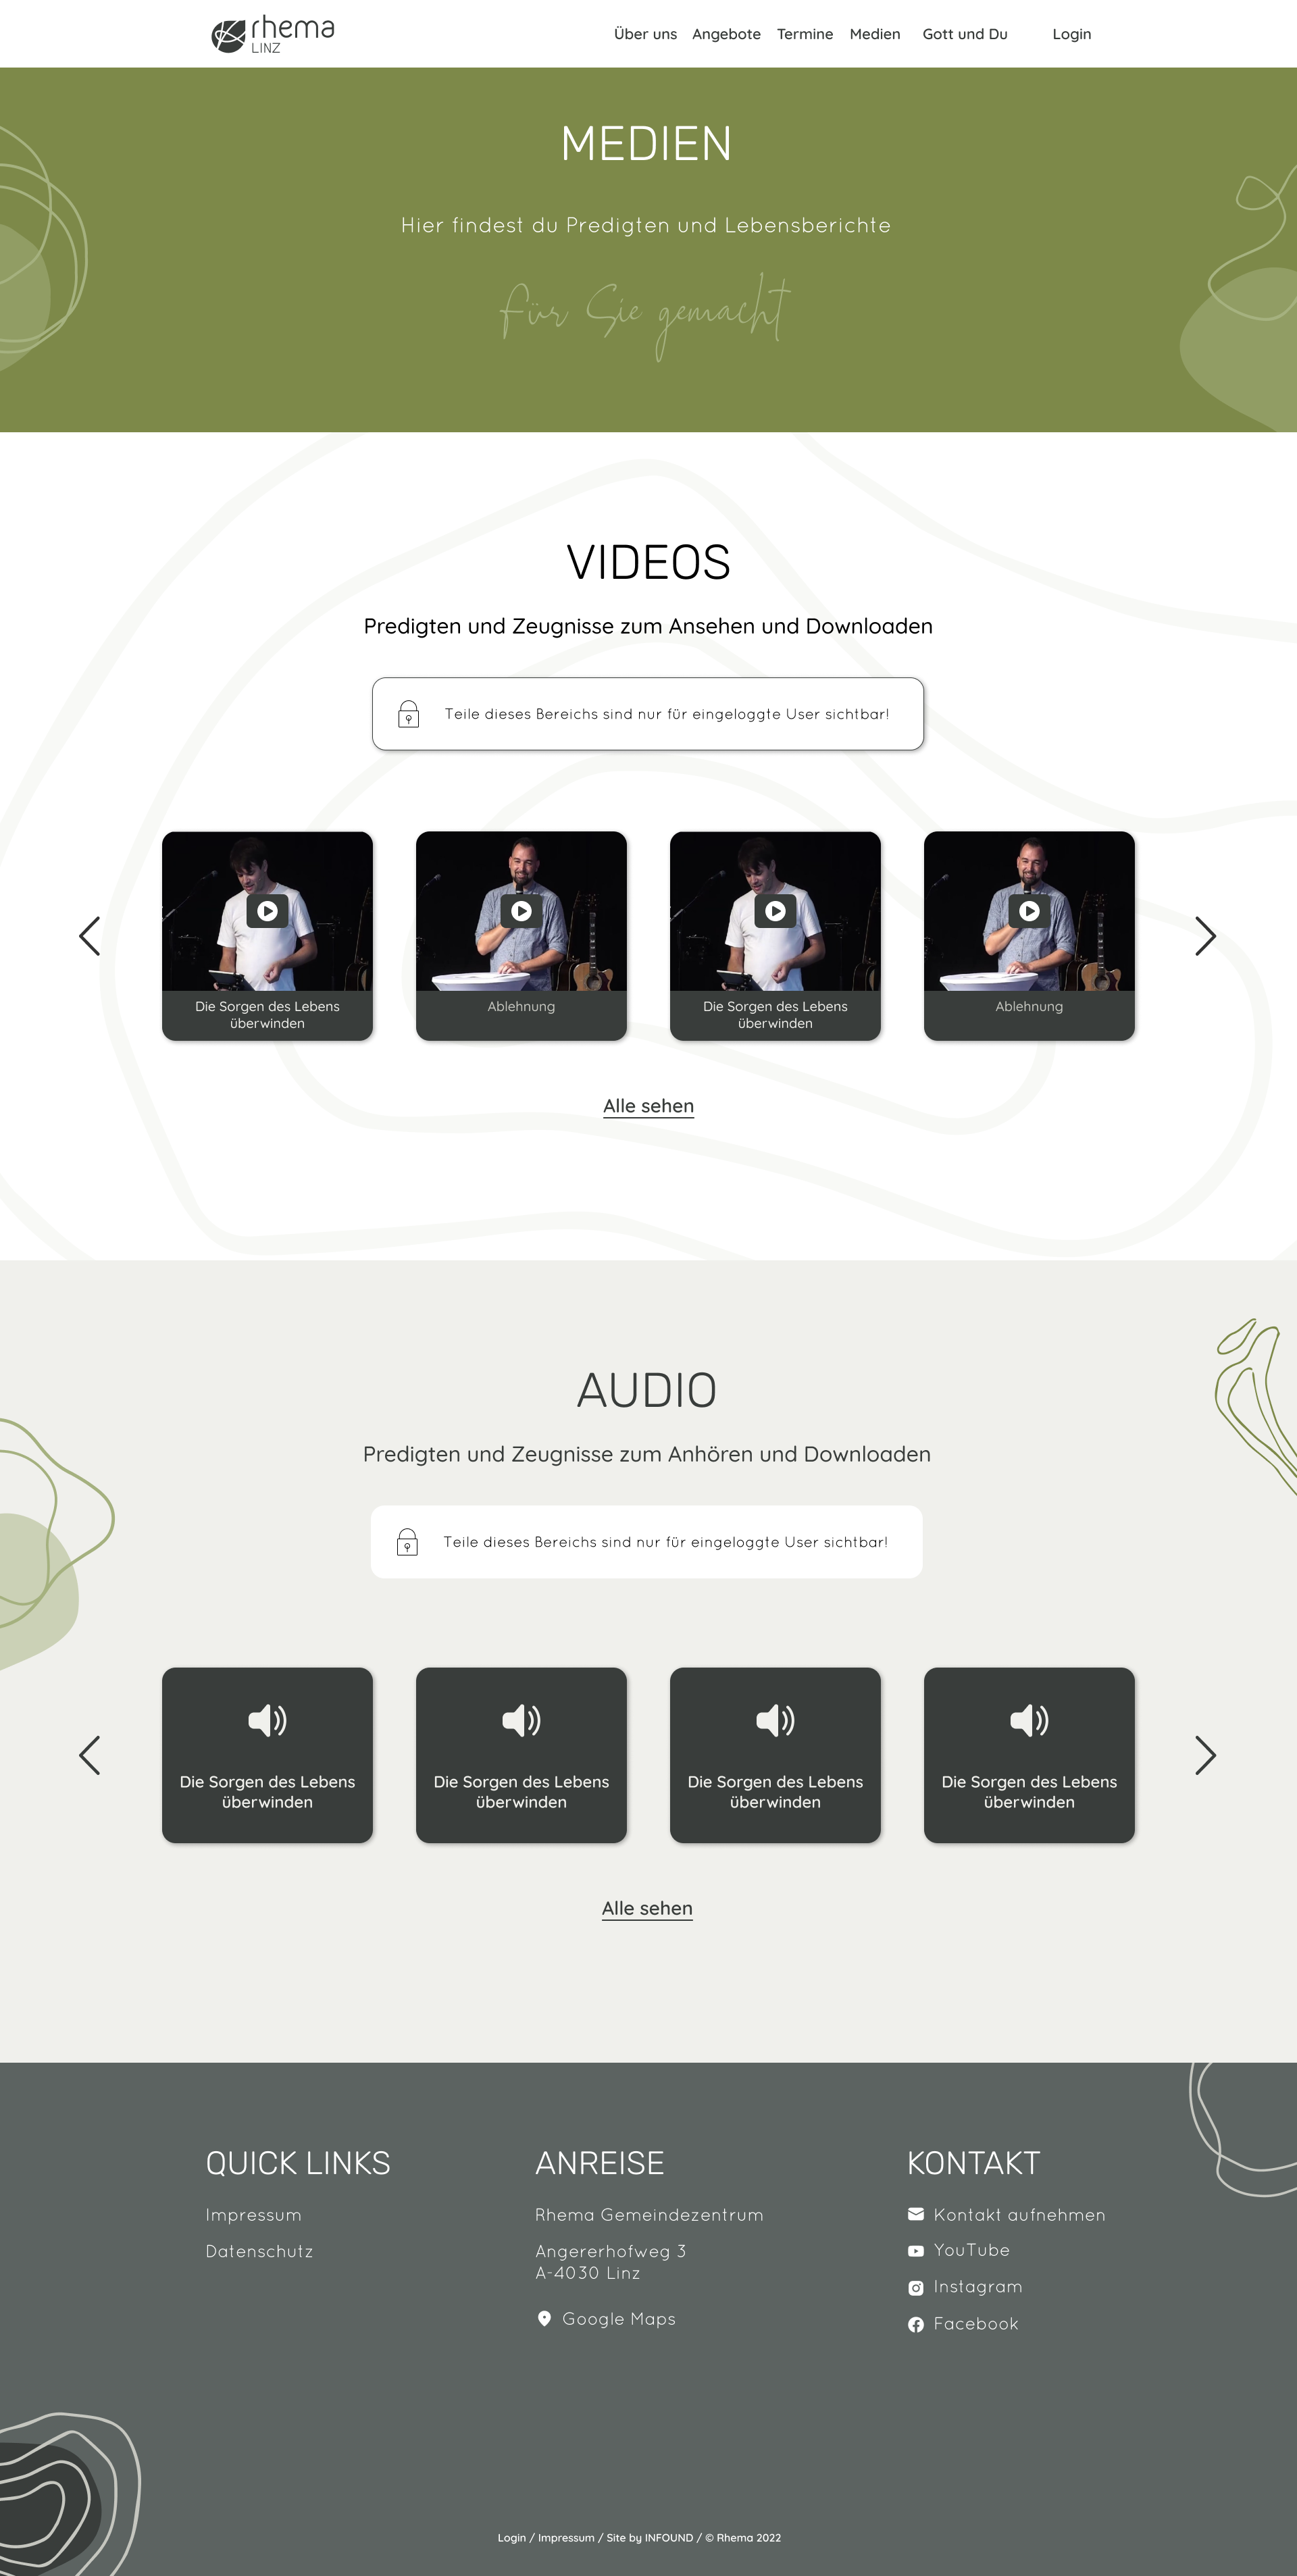 rhema
LINZ
Über uns Angebote Termine Medien Gott und Du Login
MEDIEN
Hier findest du Predigten und Lebensberichte
Für Sie gemacht
VIDEOS
Predigten und Zeugnisse zum Ansehen und Downloaden
Teile dieses Bereichs sind nur für eingeloggte User sichtbar!
Die Sorgen des Lebens
überwinden
Ablehnung
Die Sorgen des Lebens
überwinden
Ablehnung
Alle sehen
AUDIO
Predigten und Zeugnisse zum Anhören und Downloaden
Teile dieses Bereichs sind nur für eingeloggte User sichtbar!
Die Sorgen des Lebens
überwinden
Die Sorgen des Lebens
überwinden
Die Sorgen des Lebens
überwinden
Die Sorgen des Lebens
überwinden
Alle sehen
QUICK LINKS
Impressum
Datenschutz
ANREISE
Rhema Gemeindezentrum
Angererhofweg 3
A-4030 Linz
Google Maps
KONTAKT
Kontakt aufnehmen
YouTube
Instagram
Facebook
Login / Impressum / Site by INFOUND / © Rhema 2022